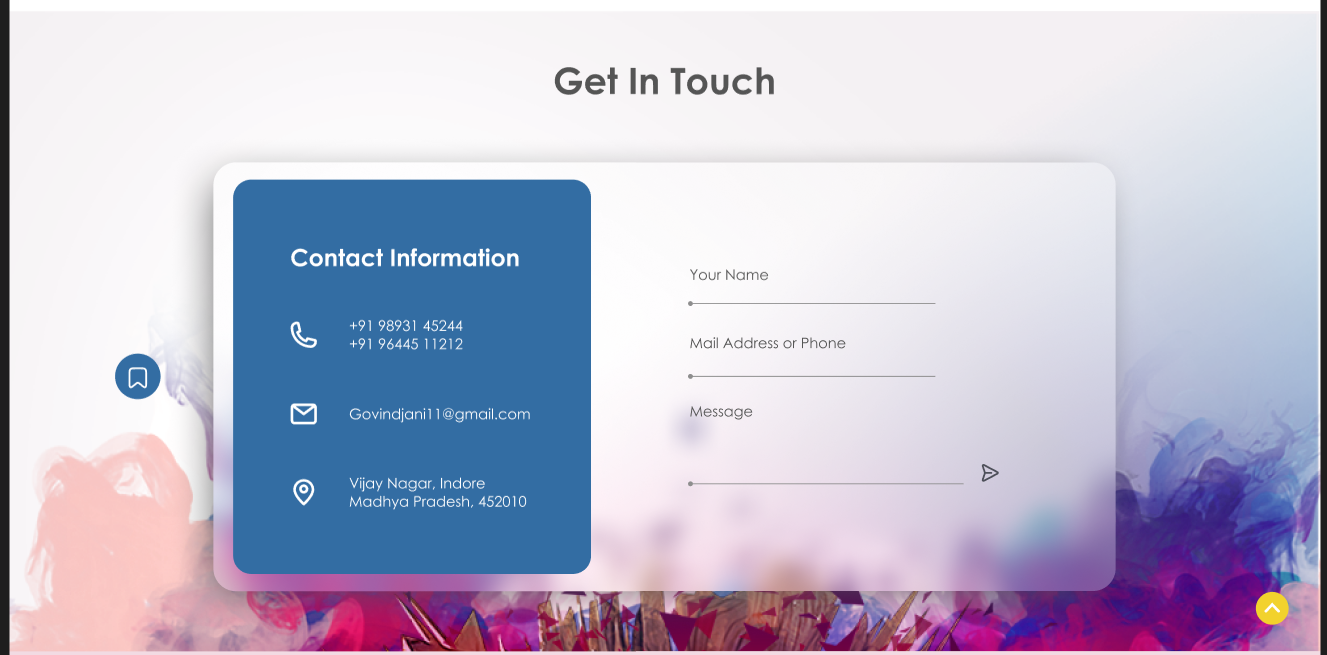 Get In Touch
Contact Information
+91 98931 45244
+91 96445 11212
Govindjani11@gmail.com
Vijay Nagar, Indore
Madhya Pradesh, 452010
Your Name
Mail Address or Phone
Message